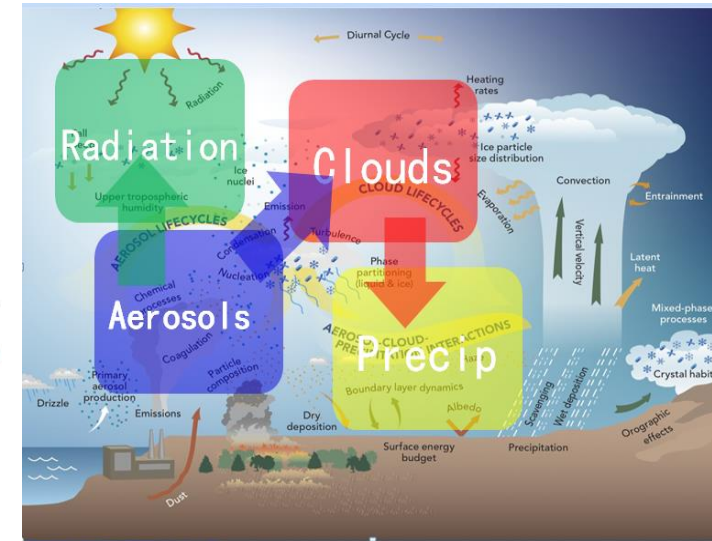 Diurnal Cycle
Radiation
Heating
rates
Radiation
Clouds
Ice particle
size distribution
Ice
nuclei
Convection
Upper tropospheric
humidity
Emission
CLOUD LIFECYCLES
Evaporation
Entrainment
AEROSOL LIFECYCLES
Condensation
Turbulence
Vertical velocity
Nucleation
Phase
partitioning
(liquid & ice)
Latent
heat
Chemical
processes
Aerosols
Mixed-phase
processes
AEROSOL-CLOUD-
PRECIPITATION INTERACTIONS
Coagulation
Precip
Particle
composition
Primary
aerosol
production
Crystal habit
Drizzle
Boundary layer dynamics
Emissions
Dry
deposition
Albedo
Scavenging
Wet deposition
Orographic
effects
Surface energy
budget
Precipitation
Dust